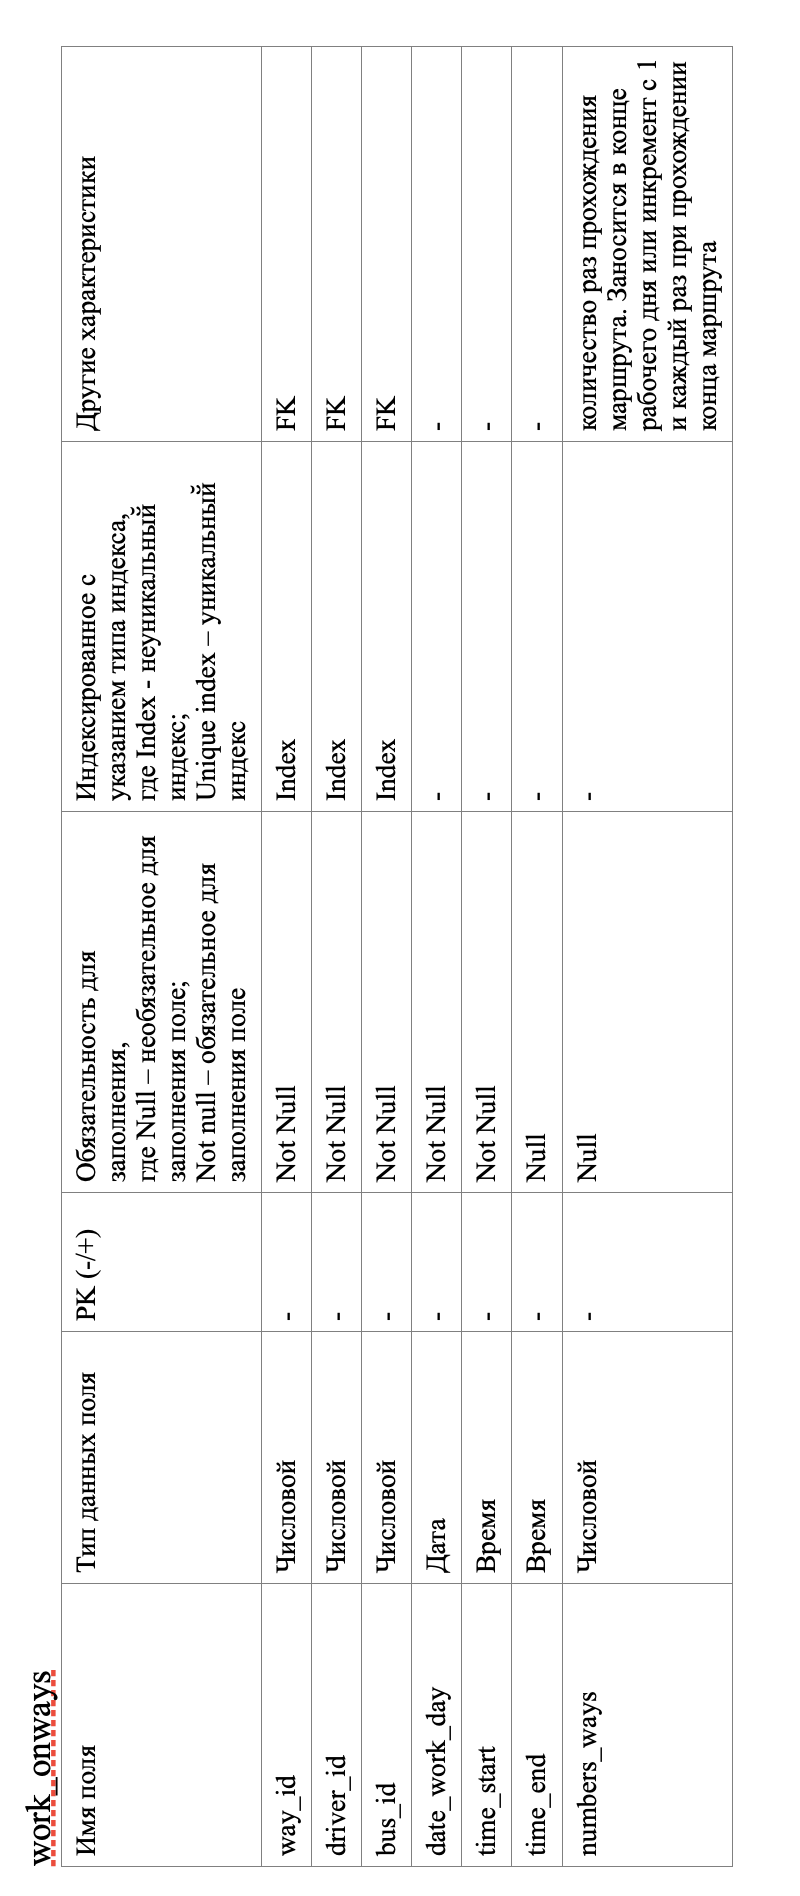 work_onways
Имя поля
Тип данных поля
PK (-/+)
Обязательность для
заполнения,
где Null – необязательное для
заполнения поле;
Not null – обязательное для
заполнения поле
Индексированное с
указанием типа индекса,
где Index - неуникальный
индекс;
Unique index – уникальный
индекс
Другие характеристики
way_id
Числовой
-
Not Null
Index
FK
driver_id
Числовой
-
Not Null
Index
FK
bus_id
Числовой
-
Not Null
Index
FK
date_work_day
Дата
-
Not Null
-
-
time_start
Время
-
Not Null
-
-
time_end
Время
-
Null
-
-
numbers_ways
Числовой
-
Null
-
количество раз прохождения
маршрута. Заносится в конце
рабочего дня или инкремент с 1
и каждый раз при прохождении
конца маршрута